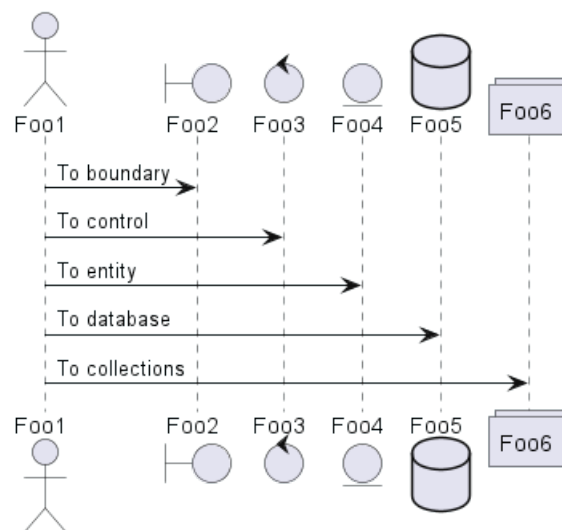 Foo1 Foo2 Foo3 Foo4 Foo5 Foo6
To boundary
To control
To entity
To database
To collections
Foo1 Foo2 Foo3 Foo4 Foo5 Foo6